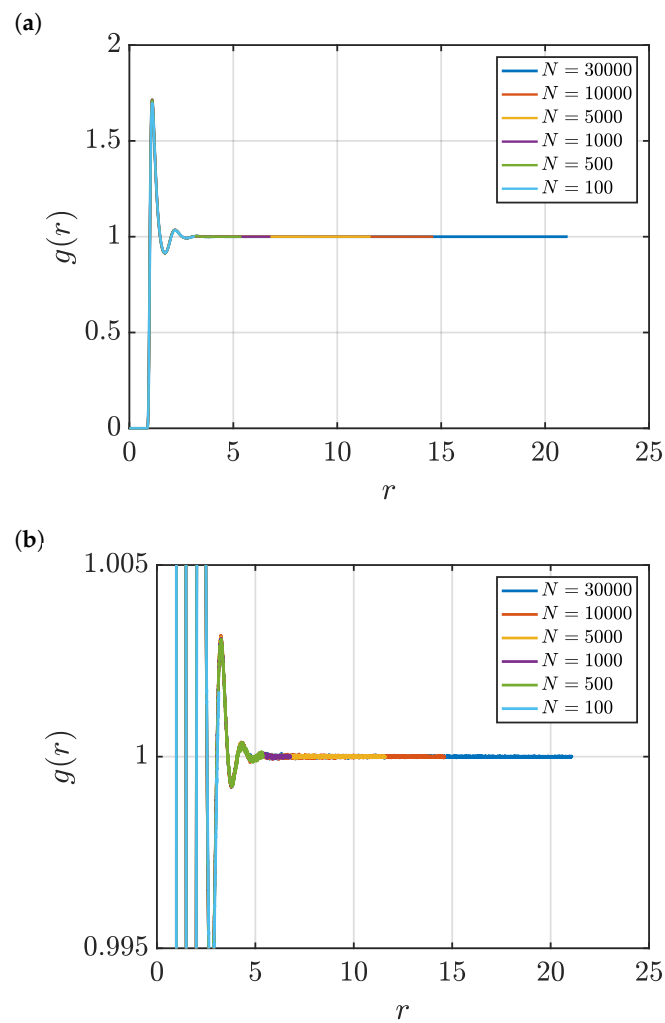 (a)
2
1.5
1
0.5
0
g(r)
0 5 10 15 20 25
r
N = 30000
N = 10000
N = 5000
N = 1000
N = 500
N = 100
(b)
1.005
1
0.995
g(r)
0 5 10 15 20 25
r
N = 30000
N = 10000
N = 5000
N = 1000
N = 500
N = 100